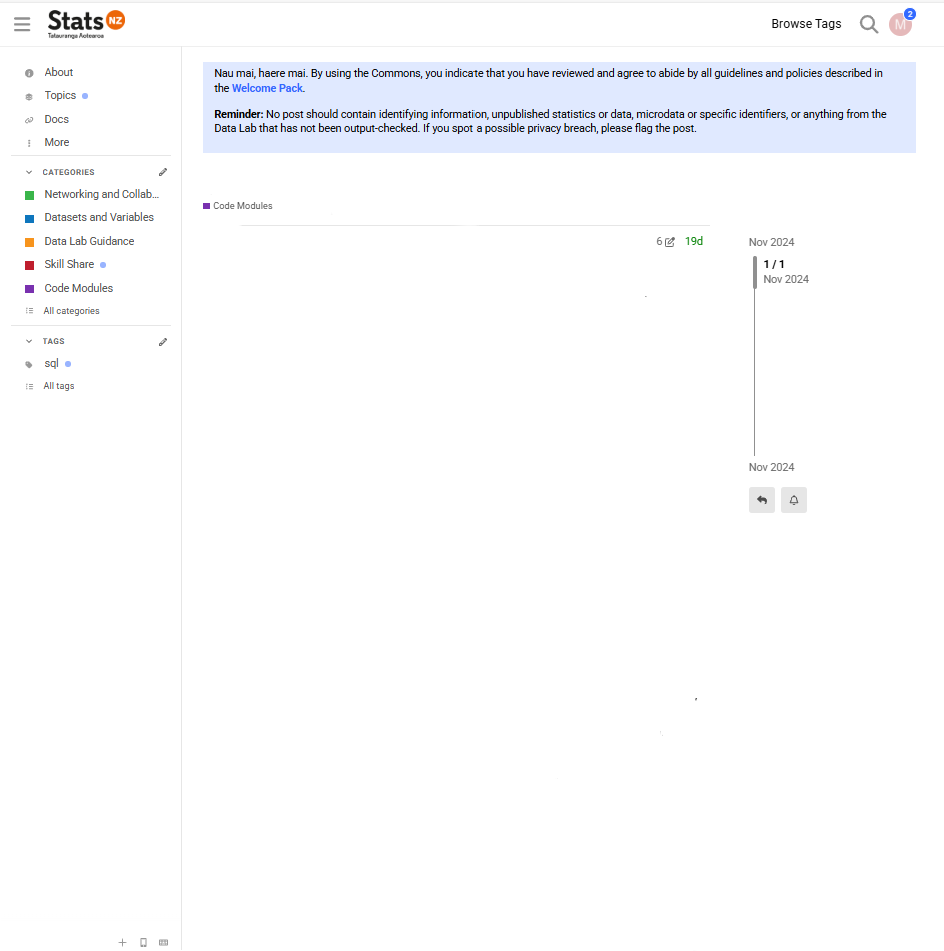 Stats NZ
Tatauranga Aotearoa
Browse Tags
M
2
About
Topics
Docs
More
CATEGORIES
Networking and Collab...
Datasets and Variables
Data Lab Guidance
Skill Share
Code Modules
All categories
TAGS
sql
All tags
Nau mai, haere mai. By using the Commons, you indicate that you have reviewed and agree to abide by all guidelines and policies described in
the Welcome Pack.
Reminder: No post should contain identifying information, unpublished statistics or data, microdata or specific identifiers, or anything from the
Data Lab that has not been output-checked. If you spot a possible privacy breach, please flag the post.
Code Modules
6 19d
Nov 2024
1 / 1
Nov 2024
Nov 2024